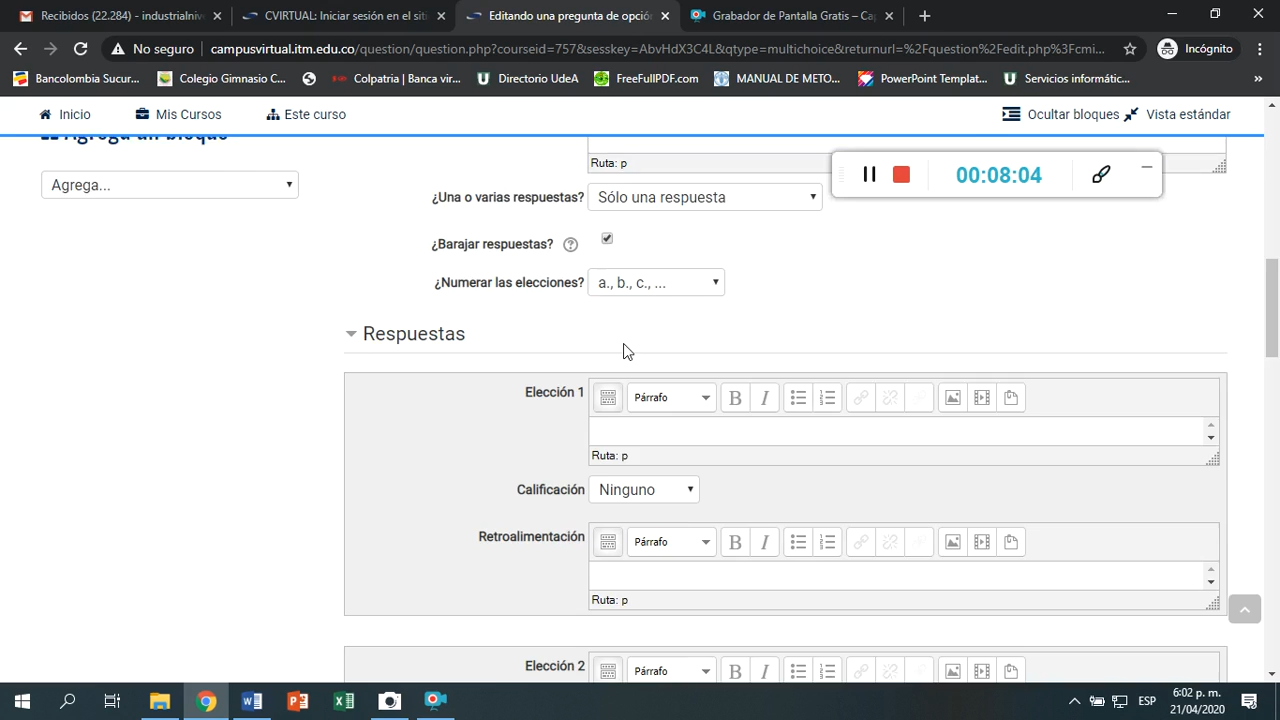 Recibidos (22.284) - industrialnive
CVIRTUAL: Iniciar sesión en el siti
Editando una pregunta de opción
Grabador de Pantalla Gratis – Cap
No seguro
campusvirtual.itm.edu.co/question/question.php?courseid=757&sesskey=AbvHdX3C4L&qtype=multichoice&returnurl=%2Fquestion%2Fedit.php%3Fcmi...
Incógnito
Bancolombia Sucur...
Colegio Gimnasio C...
Colpatria | Banca vir...
Directorio UdeA
FreeFullPDF.com
MANUAL DE METO...
PowerPoint Templat...
Servicios informátic...
»
Inicio
Mis Cursos
Este curso
Ocultar bloques
Vista estándar
Agrega un bloque
Agrega...
Ruta: p
00:08:04
¿Una o varias respuestas?
Sólo una respuesta
¿Barajar respuestas?
¿Numerar las elecciones?
a., b., c., ...
Respuestas
Elección 1
Párrafo
B I
Ruta: p
Calificación
Ninguno
Retroalimentación
Párrafo
B I
Ruta: p
Elección 2
Párrafo
B I
ESP
6:02 p. m.
21/04/2020